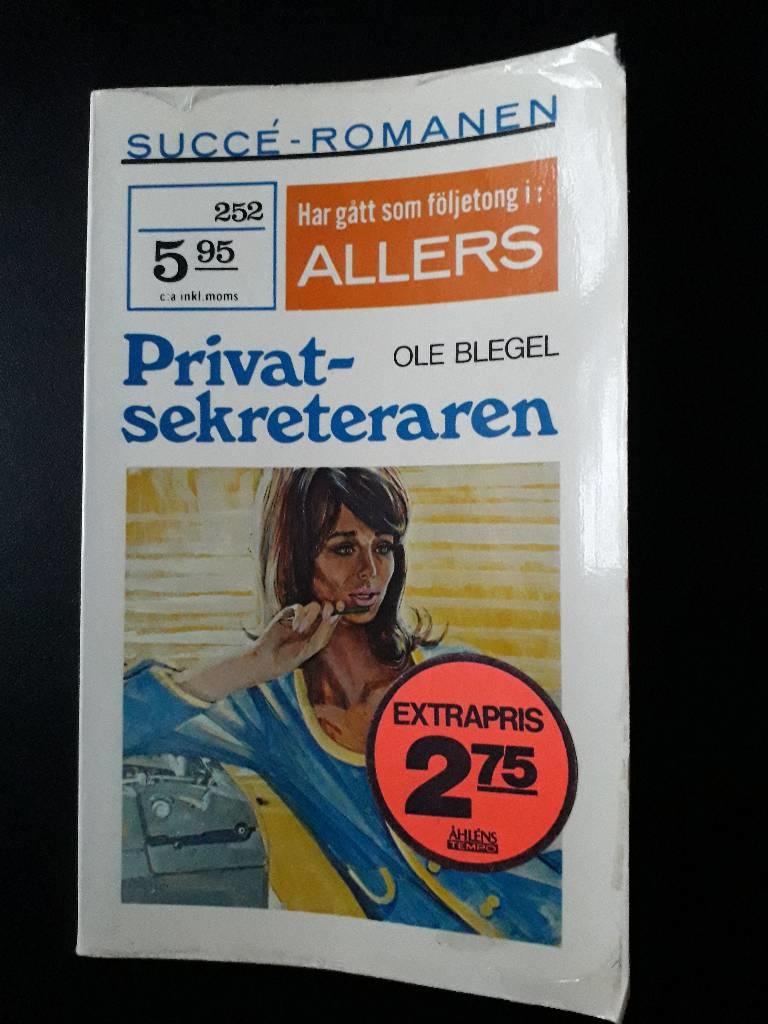 SUCCÉ-ROMANEN
252
5 95
c:a inkl.moms
Har gått som följetong i:
ALLERS
OLE BLEGEL
Privat-
sekreteraren
EXTRAPRIS
2 75
ÅHLÉNS
TEMPO